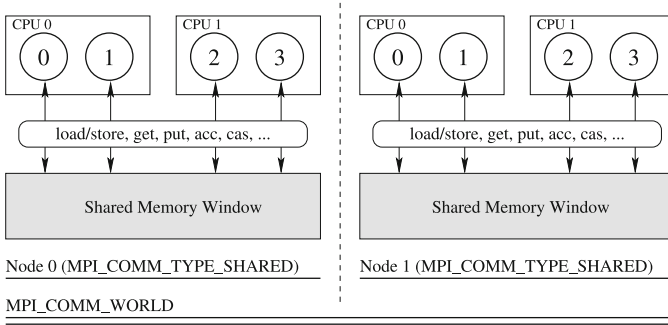 CPU 0 CPU 1 CPU 0 CPU 1
0 1 2 3 0 1 2 3
load/store, get, put, acc, cas, ... load/store, get, put, acc, cas, ...
Shared Memory Window Shared Memory Window
Node 0 (MPI_COMM_TYPE_SHARED) Node 1 (MPI_COMM_TYPE_SHARED)
MPI_COMM_WORLD